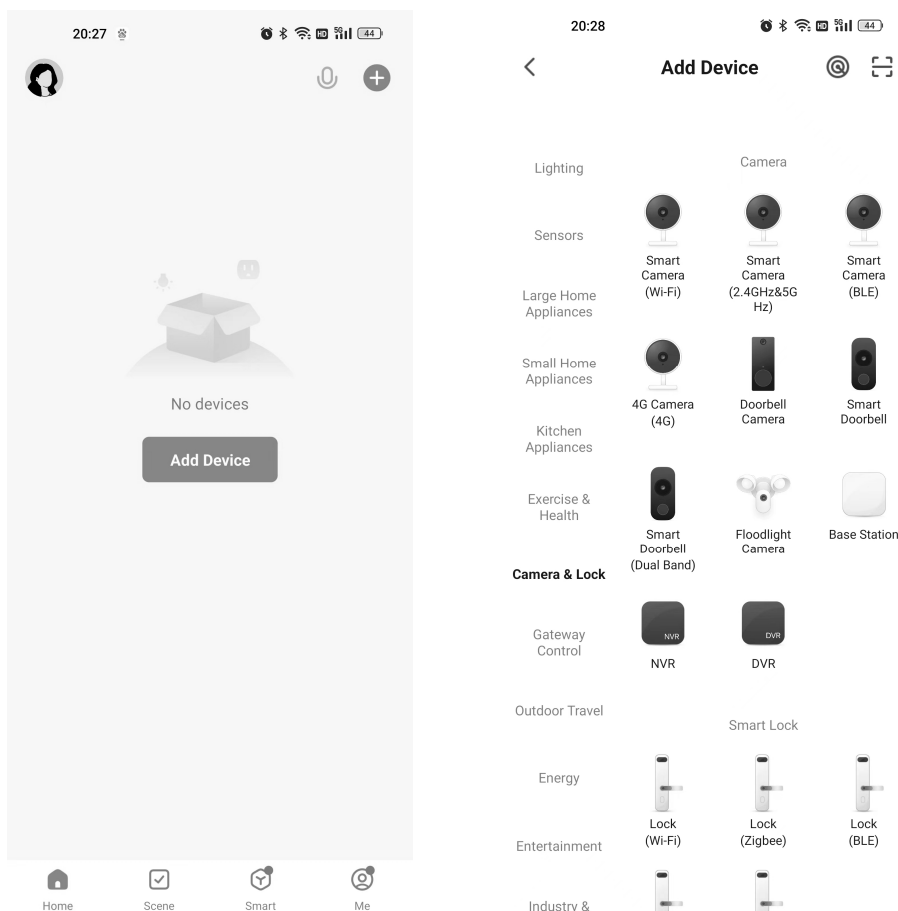 20:27
HD
5G
44
No devices
Add Device
Home
Scene
Smart
Me
20:28
HD
5G
44
Add Device
Lighting
Sensors
Large Home
Appliances
Small Home
Appliances
Kitchen
Appliances
Exercise &
Health
Camera & Lock
Gateway
Control
Outdoor Travel
Energy
Entertainment
Industry &
Camera
Smart
Camera
(Wi-Fi)
Smart
Camera
(2.4GHz&5G
Hz)
Smart
Camera
(BLE)
4G Camera
(4G)
Doorbell
Camera
Smart
Doorbell
Smart
Doorbell
(Dual Band)
Floodlight
Camera
Base Station
NVR
NVR
DVR
DVR
Smart Lock
Lock
(Wi-Fi)
Lock
(Zigbee)
Lock
(BLE)